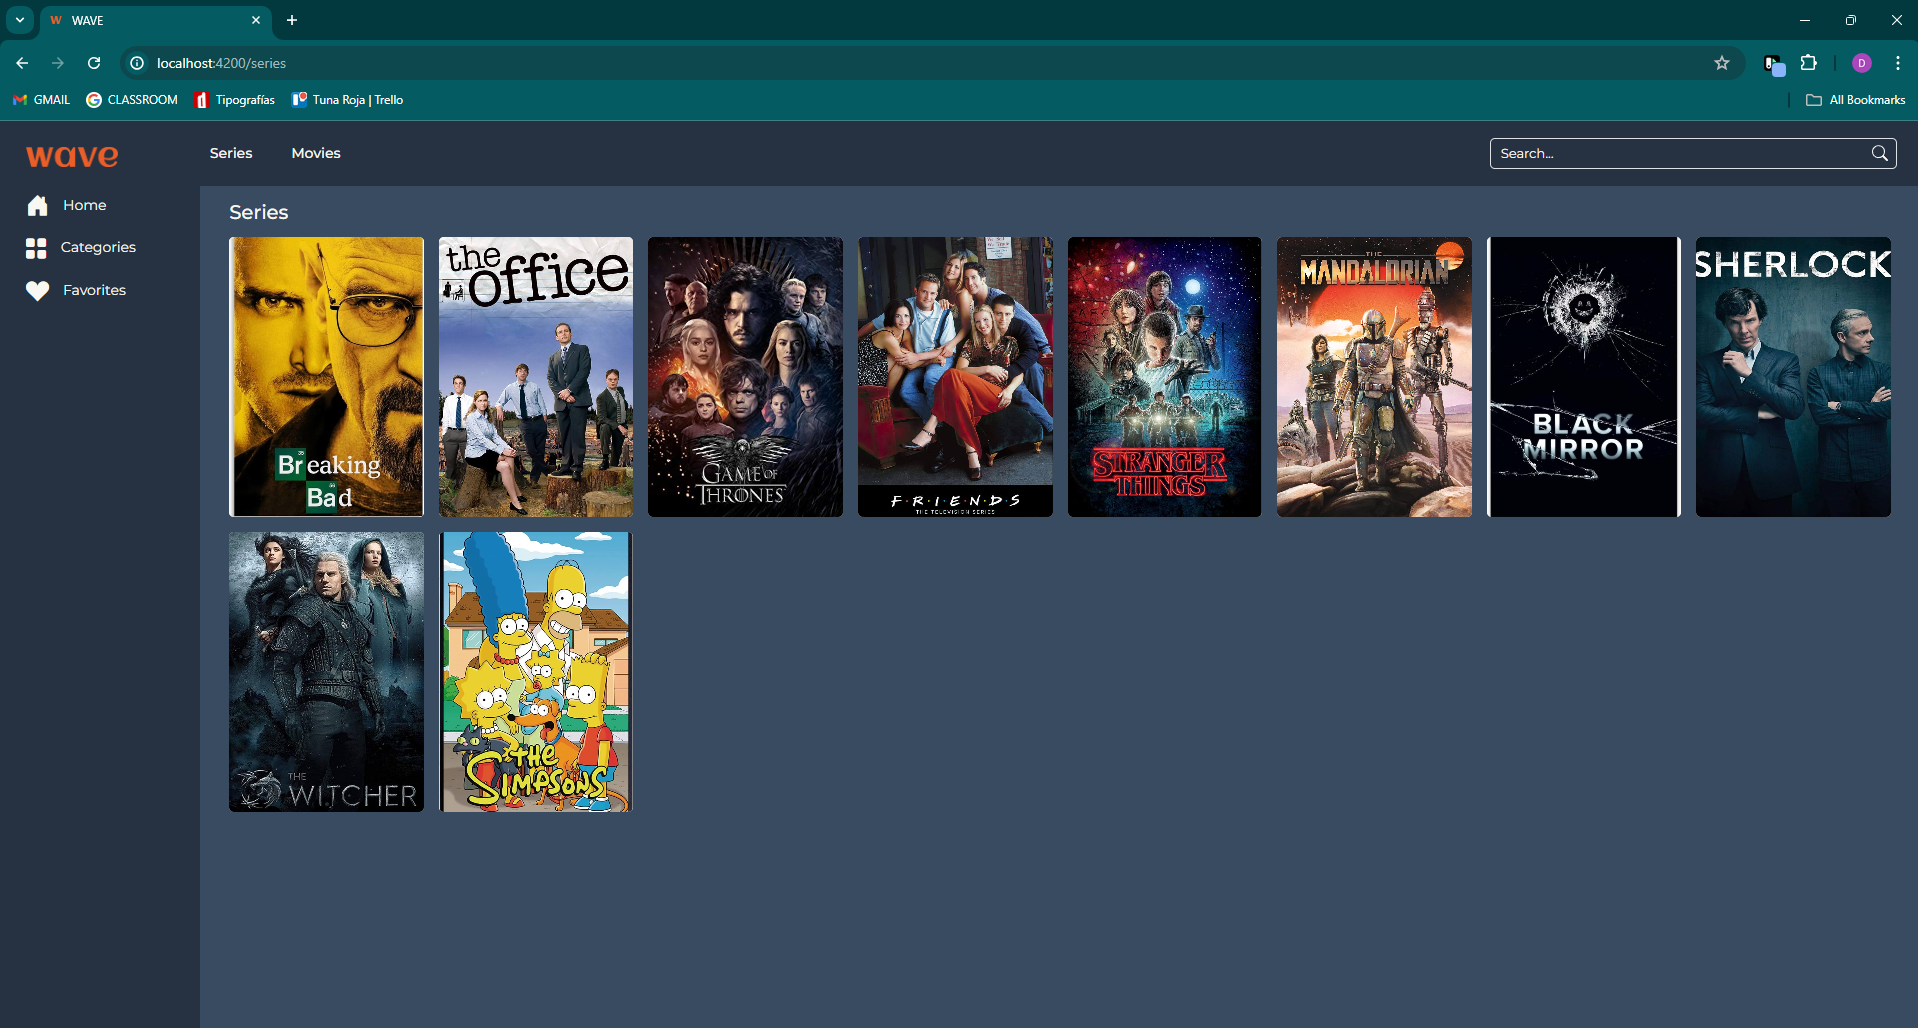 W WAVE
localhost:4200/series
D
GMAIL
CLASSROOM
Tipografías
Tuna Roja | Trello
All Bookmarks
wave
Series
Movies
Search...
Home
Categories
Favorites
Series
Breaking
Bad
the
office
GAME OF
THRONES
F·R·I·E·N·D·S
THE TELEVISION SERIES
STRANGER
THINGS
THE
MANDALORIAN
BLACK
MIRROR
SHERLOCK
THE
WITCHER
THE
SIMPSONS